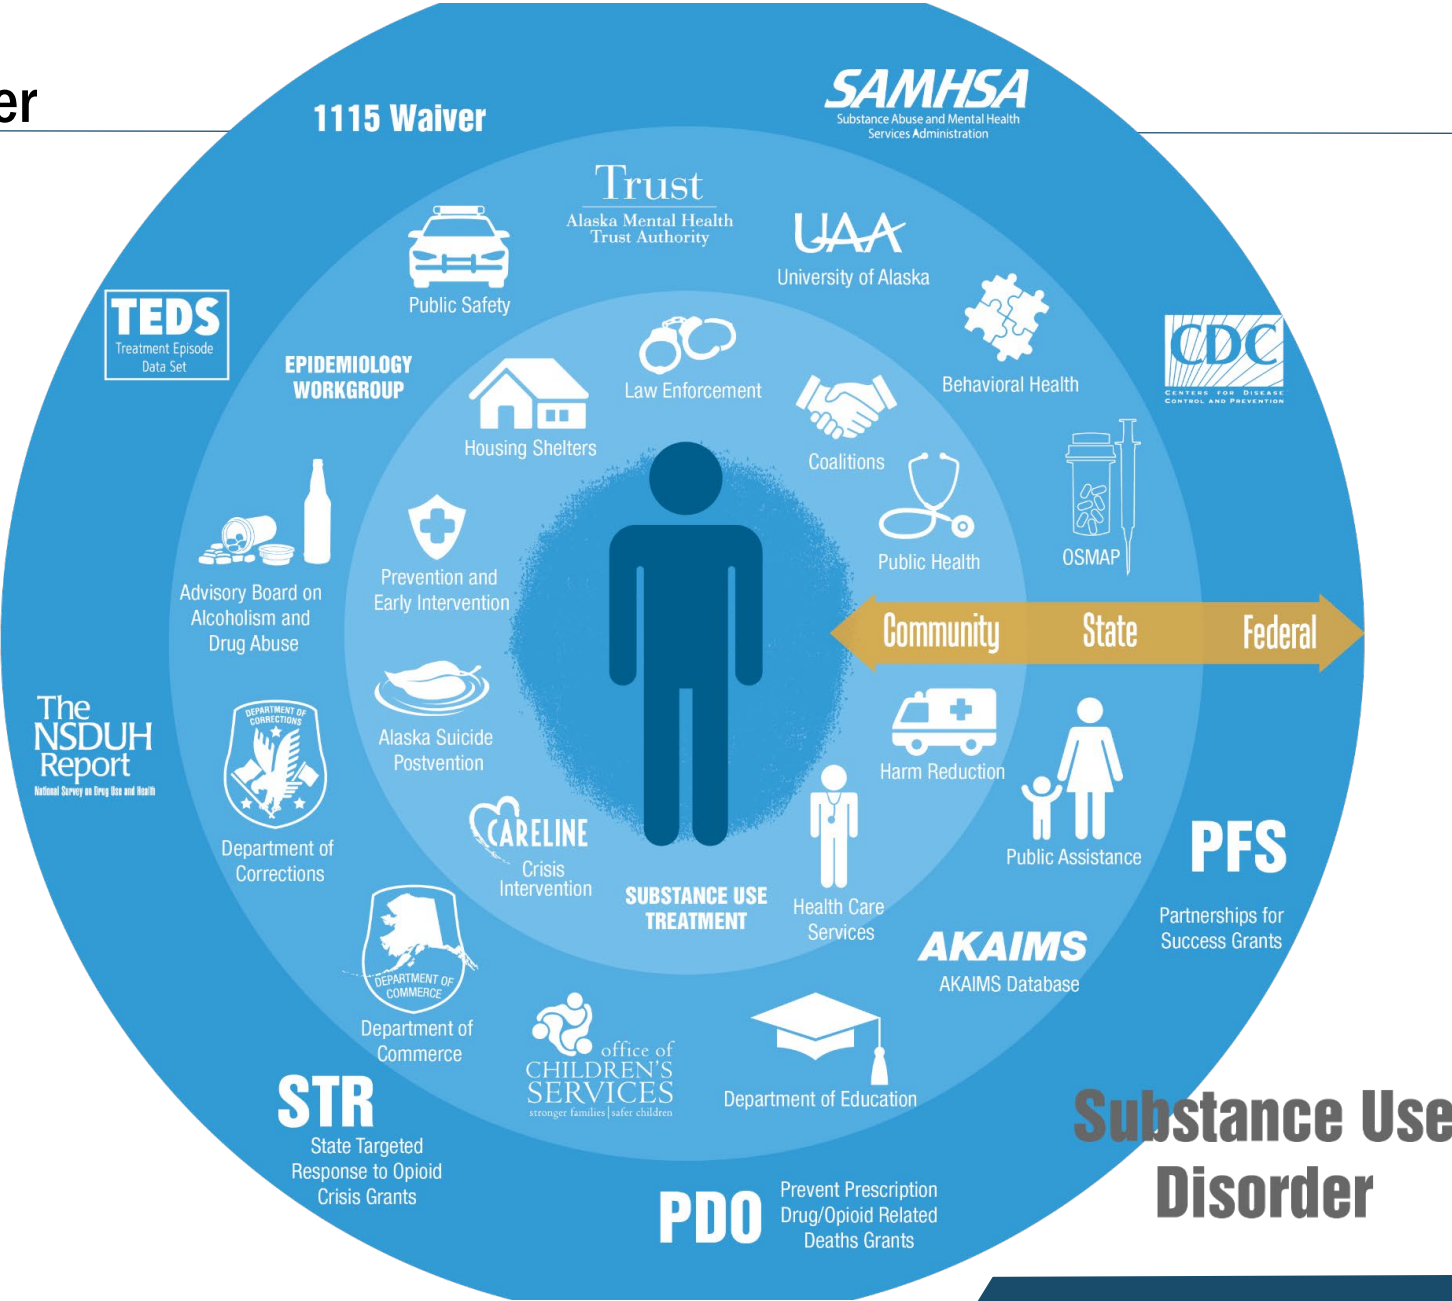 er
1115 Waiver
SAMHSA
Substance Abuse and Mental Health
Services Administration
Trust
Alaska Mental Health
Trust Authority
UAA
University of Alaska
Public Safety
TEDS
Treatment Episode
Data Set
EPIDEMIOLOGY
WORKGROUP
Behavioral Health
CDC
CENTERS FOR DISEASE
CONTROL AND PREVENTION
Law Enforcement
Housing Shelters
Coalitions
Public Health
OSMAP
Prevention and
Early Intervention
Advisory Board on
Alcoholism and
Drug Abuse
Community
State
Federal
The
NSDUH
Report
National Survey on Drug Use and Health
DEPARTMENT OF
CORRECTIONS
Department of
Corrections
Alaska Suicide
Postvention
Harm Reduction
Public Assistance
PFS
Partnerships for
Success Grants
CARELINE
Crisis
Intervention
SUBSTANCE USE
TREATMENT
Health Care
Services
AKAIMS
AKAIMS Database
DEPARTMENT OF
COMMERCE
Department of
Commerce
office of
CHILDREN'S
SERVICES
stronger families | safer children
Department of Education
STR
State Targeted
Response to Opioid
Crisis Grants
PDO
Prevent Prescription
Drug/Opioid Related
Deaths Grants
Substance Use
Disorder